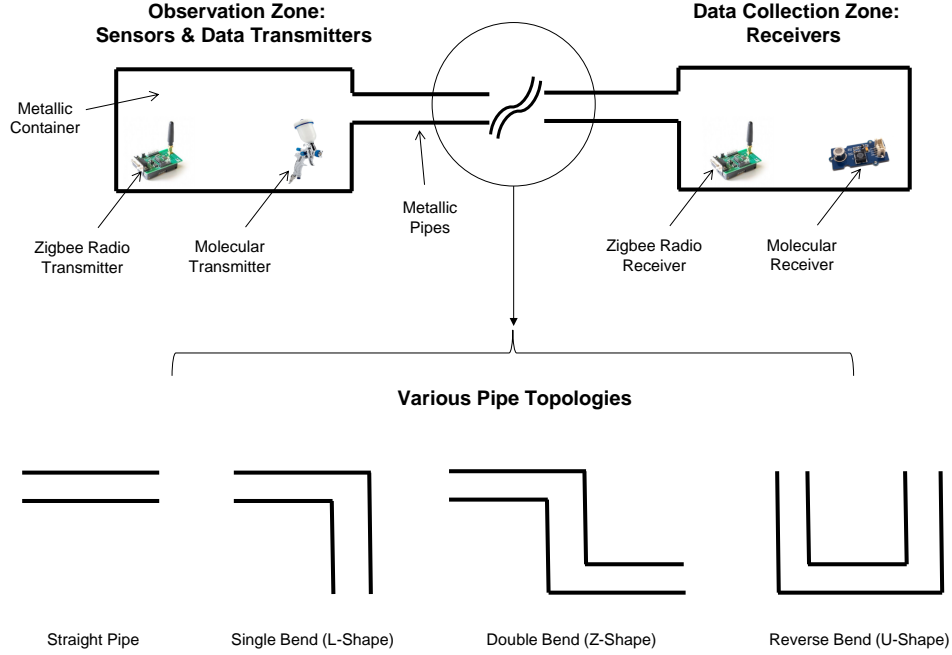 Observation Zone:
Sensors & Data Transmitters
Data Collection Zone:
Receivers
Metallic
Container
Metallic
Pipes
Zigbee Radio
Transmitter
Molecular
Transmitter
Zigbee Radio
Receiver
Molecular
Receiver
Various Pipe Topologies
Straight Pipe
Single Bend (L-Shape)
Double Bend (Z-Shape)
Reverse Bend (U-Shape)